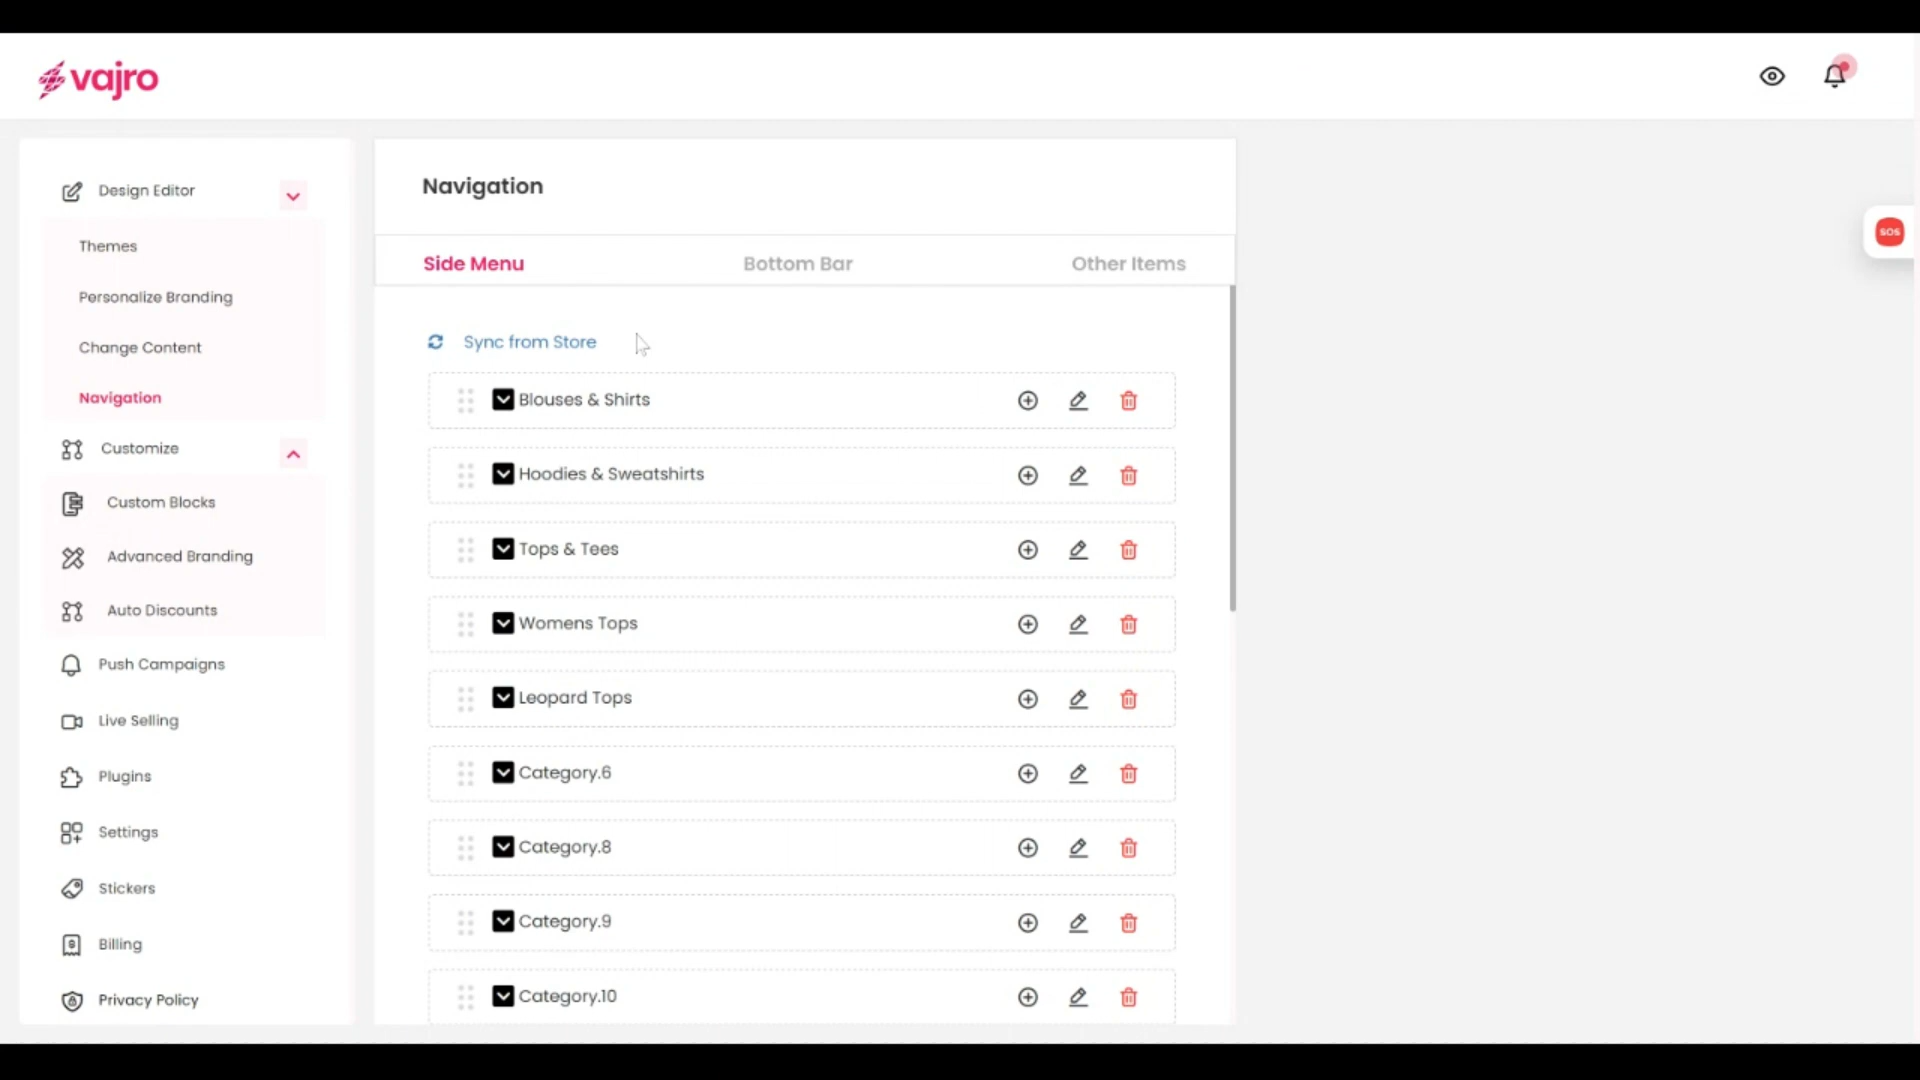 vajro
Design Editor
Themes
Personalize Branding
Change Content
Navigation
Customize
Custom Blocks
Advanced Branding
Auto Discounts
Push Campaigns
Live Selling
Plugins
Settings
Stickers
Billing
Privacy Policy
Navigation
Side Menu
Bottom Bar
Other Items
Sync from Store
Blouses & Shirts
Hoodies & Sweatshirts
Tops & Tees
Womens Tops
Leopard Tops
Category.6
Category.8
Category.9
Category.10
SOS